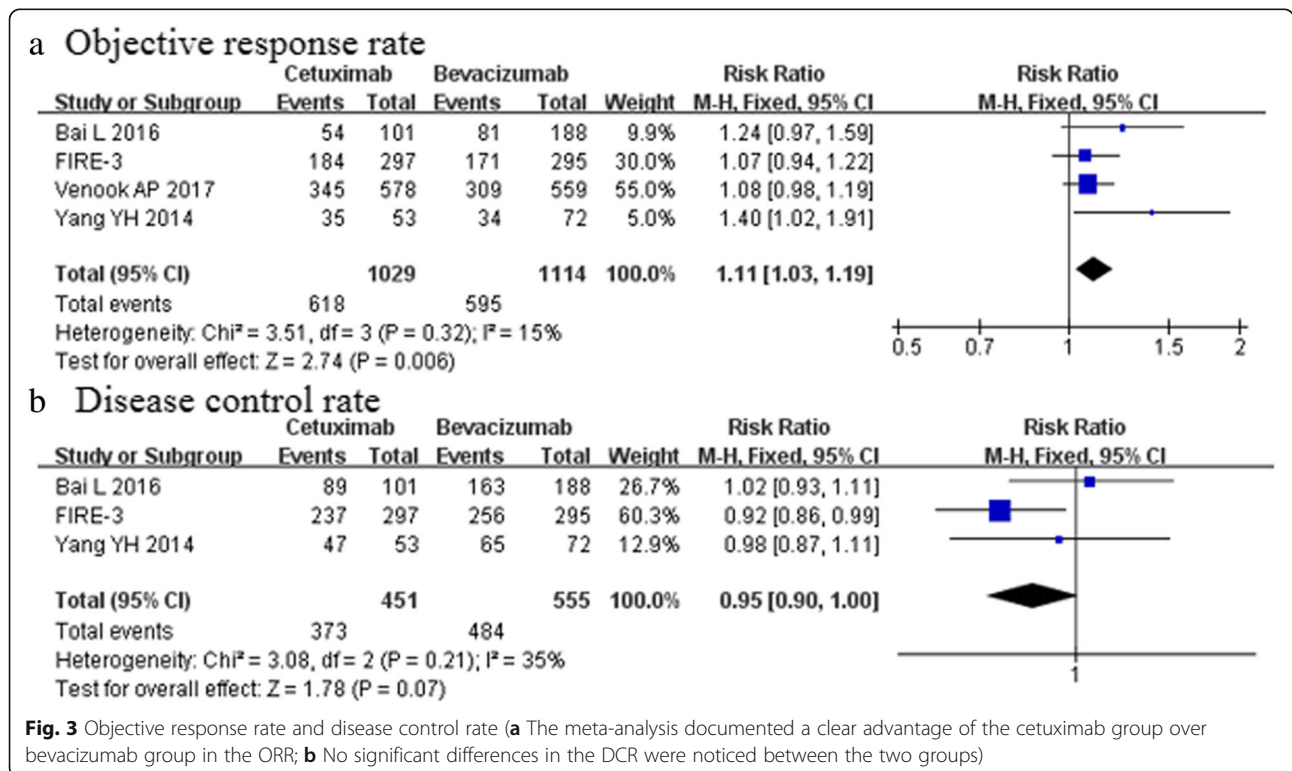 a Objective response rate
Cetuximab Bevacizumab Risk Ratio Risk Ratio
Study or Subgroup Events Total Events Total Weight M-H, Fixed, 95% CI M-H, Fixed, 95% CI
Bai L 2016 54 101 81 188 9.9% 1.24 [0.97, 1.59]
FIRE-3 184 297 171 295 30.0% 1.07 [0.94, 1.22]
Venook AP 2017 345 578 309 559 55.0% 1.08 [0.98, 1.19]
Yang YH 2014 35 53 34 72 5.0% 1.40 [1.02, 1.91]
Total (95% CI) 1029 1114 100.0% 1.11 [1.03, 1.19]
Total events 618 595
Heterogeneity: Chi² = 3.51, df = 3 (P = 0.32); I² = 15%
Test for overall effect: Z = 2.74 (P = 0.006)
0.5 0.7 1 1.5 2
b Disease control rate
Cetuximab Bevacizumab Risk Ratio Risk Ratio
Study or Subgroup Events Total Events Total Weight M-H, Fixed, 95% CI M-H, Fixed, 95% CI
Bai L 2016 89 101 163 188 26.7% 1.02 [0.93, 1.11]
FIRE-3 237 297 256 295 60.3% 0.92 [0.86, 0.99]
Yang YH 2014 47 53 65 72 12.9% 0.98 [0.87, 1.11]
Total (95% CI) 451 555 100.0% 0.95 [0.90, 1.00]
Total events 373 484
Heterogeneity: Chi² = 3.08, df = 2 (P = 0.21); I² = 35%
Test for overall effect: Z = 1.78 (P = 0.07)
1
Fig. 3 Objective response rate and disease control rate (a The meta-analysis documented a clear advantage of the cetuximab group over
bevacizumab group in the ORR; b No significant differences in the DCR were noticed between the two groups)